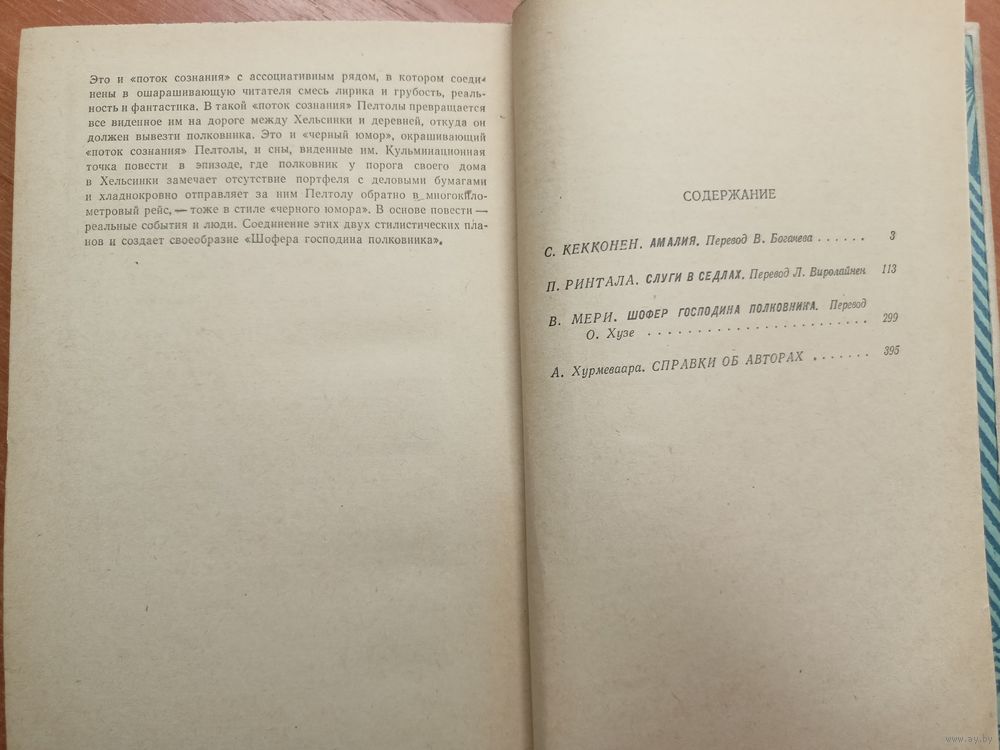 Это и «поток сознания» с ассоциативным рядом, в котором соеди-
нены в ошарашивающую читателя смесь лирика и грубость, реаль-
ность и фантастика. В такой «поток сознания» Пелтолы превращается
все виденное им на дороге между Хельсинки и деревней, откуда он
должен вывезти полковника. Это и «черный юмор», окрашивающий
«поток сознания» Пелтолы, и сны, виденные им. Кульминационная
точка повести в эпизоде, где полковник у порога своего дома
в Хельсинки замечает отсутствие портфеля с деловыми бумагами
и хладнокровно отправляет за ним Пелтолу обратно в многокило-
метровый рейс, — тоже в стиле «черного юмора». В основе повести —
реальные события и люди. Соединение этих двух стилистических пла-
нов и создает своеобразие «Шофера господина полковника».
СОДЕРЖАНИЕ
С. КЕККОНЕН. АМАЛИЯ. Перевод В. Богачева . . . . . . 3
П. РИНТАЛА. СЛУГИ В СЕДЛАХ. Перевод Л. Виролайнен 113
В. МЕРИ. ШОФЕР ГОСПОДИНА ПОЛКОВНИКА. Перевод
О. Хузе . . . . . . . . . . . . . . . . . . . . . . 299
А. Хурмеваара. СПРАВКИ ОБ АВТОРАХ . . . . . . . 395
www.ay.by